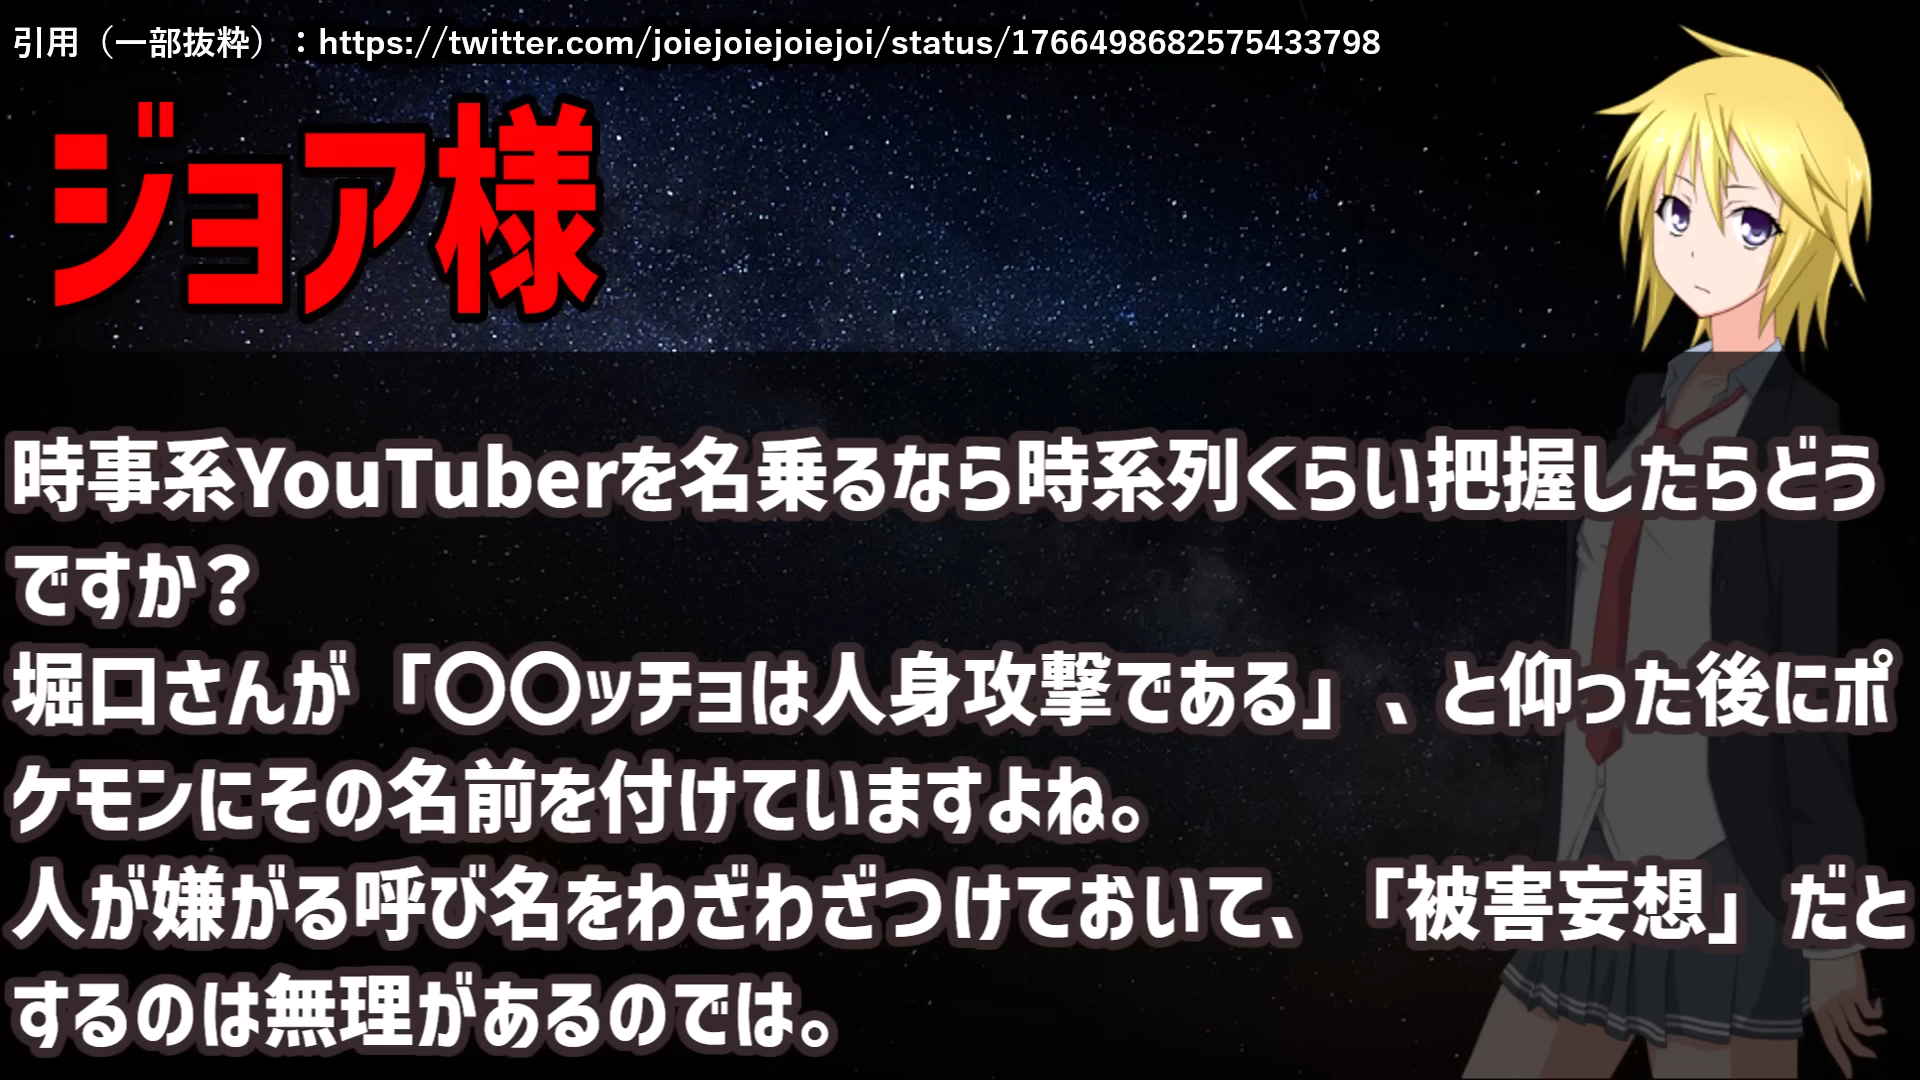 引用（一部抜粋）：https://twitter.com/joiejoiejoiejoi/status/1766498682575433798
ジョア様
時事系YouTuberを名乗るなら時系列くらい把握したらどう
ですか？
堀口さんが「〇〇ッチョは人身攻撃である」、と仰った後にポ
ケモンにその名前を付けていますよね。
人が嫌がる呼び名をわざわざつけておいて、「被害妄想」だと
するのは無理があるのでは。